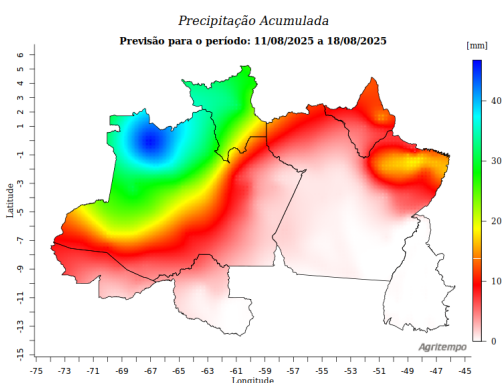 Precipitação Acumulada
Previsão para o período: 11/08/2025 a 18/08/2025
[mm]
6
5
4
3
2
1
-1
-3
-5
-7
-9
-11
-13
-15
Latitude
40
30
20
10
0
Agritempo
-75 -73 -71 -69 -67 -65 -63 -61 -59 -57 -55 -53 -51 -49 -47 -45
Longitude